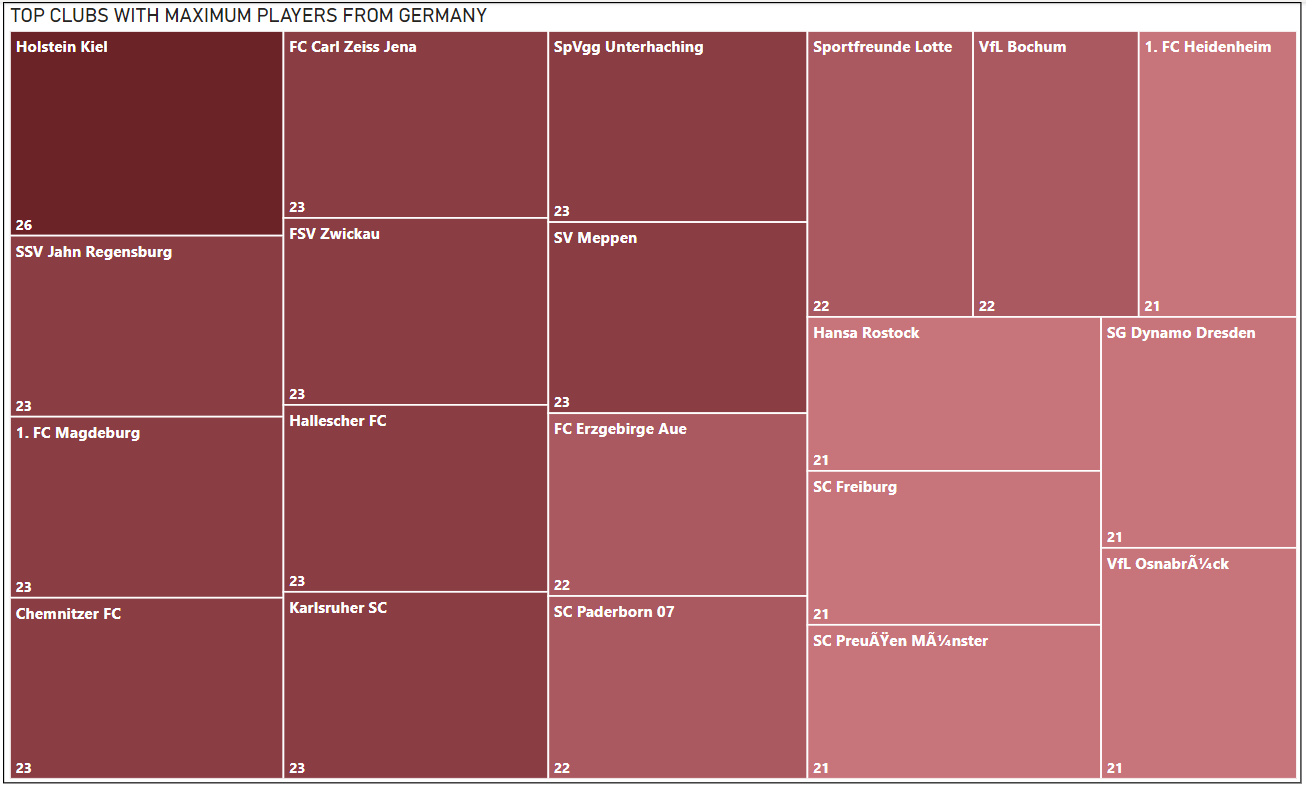 TOP CLUBS WITH MAXIMUM PLAYERS FROM GERMANY
Holstein Kiel
26
SSV Jahn Regensburg
23
1. FC Magdeburg
23
Chemnitzer FC
23
FC Carl Zeiss Jena
23
FSV Zwickau
23
Hallescher FC
23
Karlsruher SC
23
SpVgg Unterhaching
23
SV Meppen
23
FC Erzgebirge Aue
22
SC Paderborn 07
22
Sportfreunde Lotte
22
VfL Bochum
22
1. FC Heidenheim
21
Hansa Rostock
21
SC Freiburg
21
SC PreuÃŸen MÃ¼nster
21
SG Dynamo Dresden
21
VfL OsnabrÃ¼ck
21